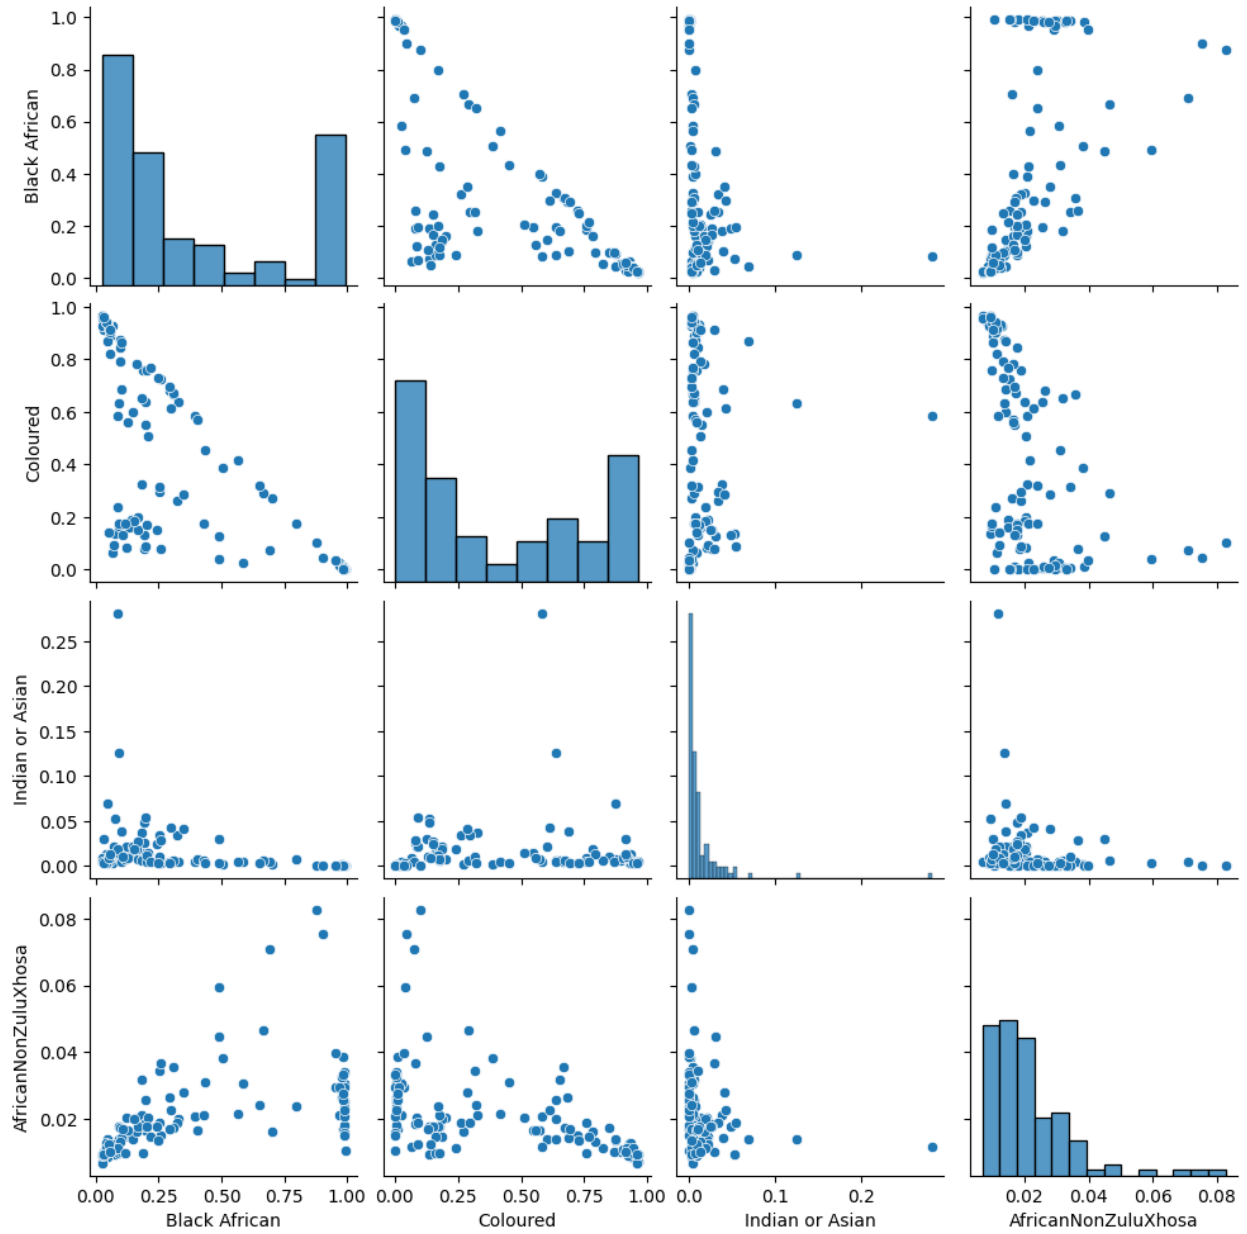 1.0
0.8
0.6
0.4
0.2
0.0
Black African
1.0
0.8
0.6
0.4
0.2
0.0
Coloured
0.25
0.20
0.15
0.10
0.05
0.00
Indian or Asian
0.08
0.06
0.04
0.02
AfricanNonZuluXhosa
0.00 0.25 0.50 0.75 1.00
Black African
0.00 0.25 0.50 0.75 1.00
Coloured
0.0 0.1 0.2
Indian or Asian
0.02 0.04 0.06 0.08
AfricanNonZuluXhosa